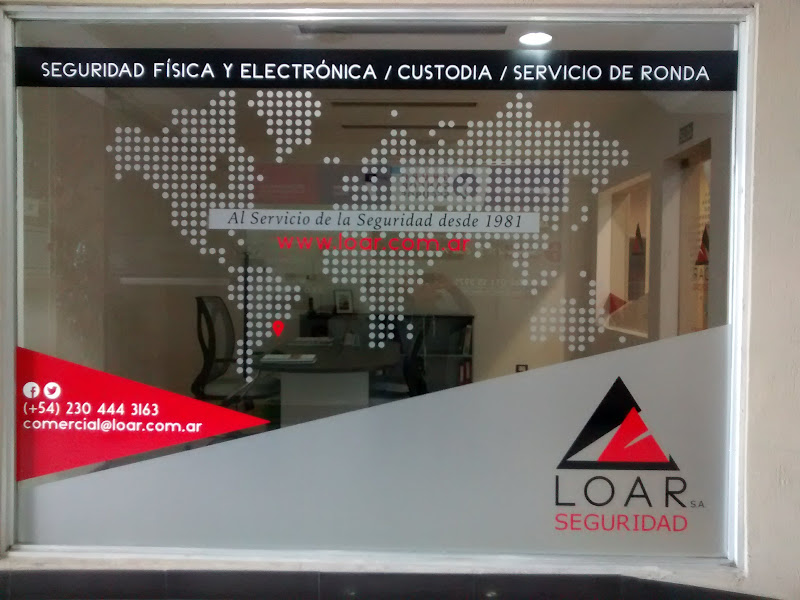 SEGURIDAD FÍSICA Y ELECTRÓNICA / CUSTODIA / SERVICIO DE RONDA
Al Servicio de la Seguridad desde 1981
www.loar.com.ar
(+54) 230 444 3163
comercial@loar.com.ar
LOAR S.A.
SEGURIDAD